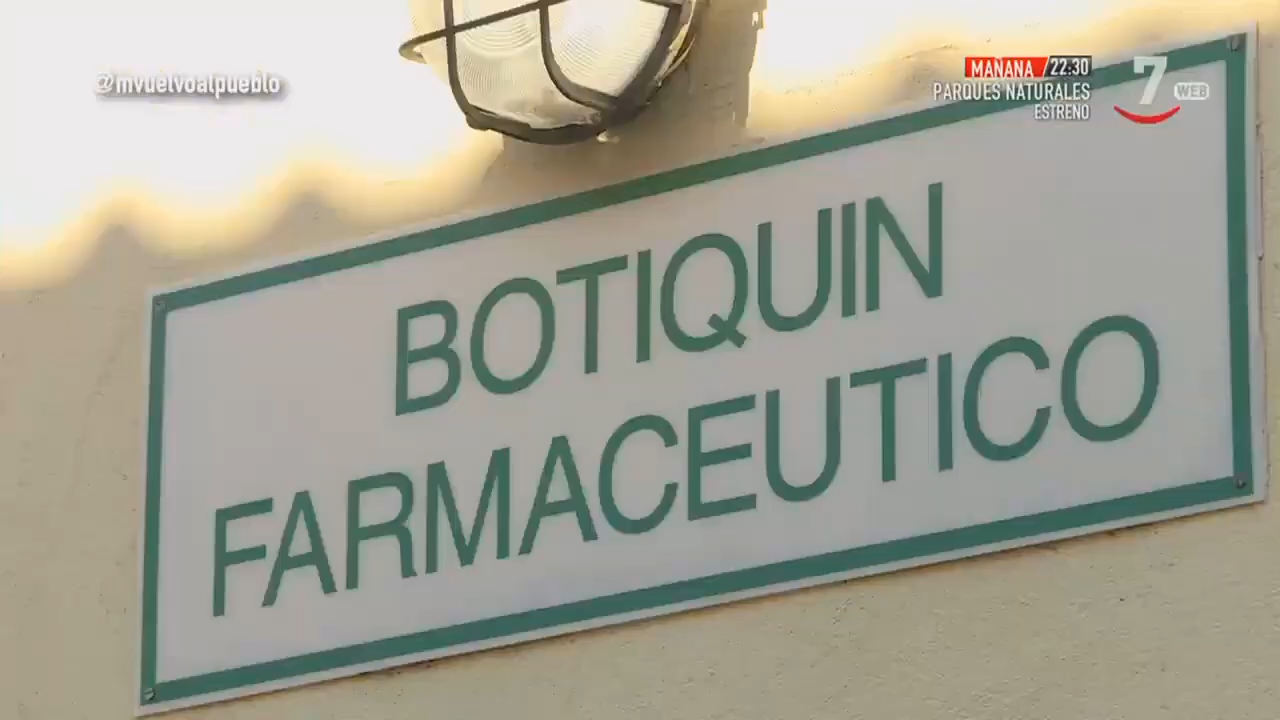 @mvuelvoalpueblo
MAÑANA 22:30
PARQUES NATURALES
ESTRENO
7 WEB
BOTIQUIN
FARMACEUTICO